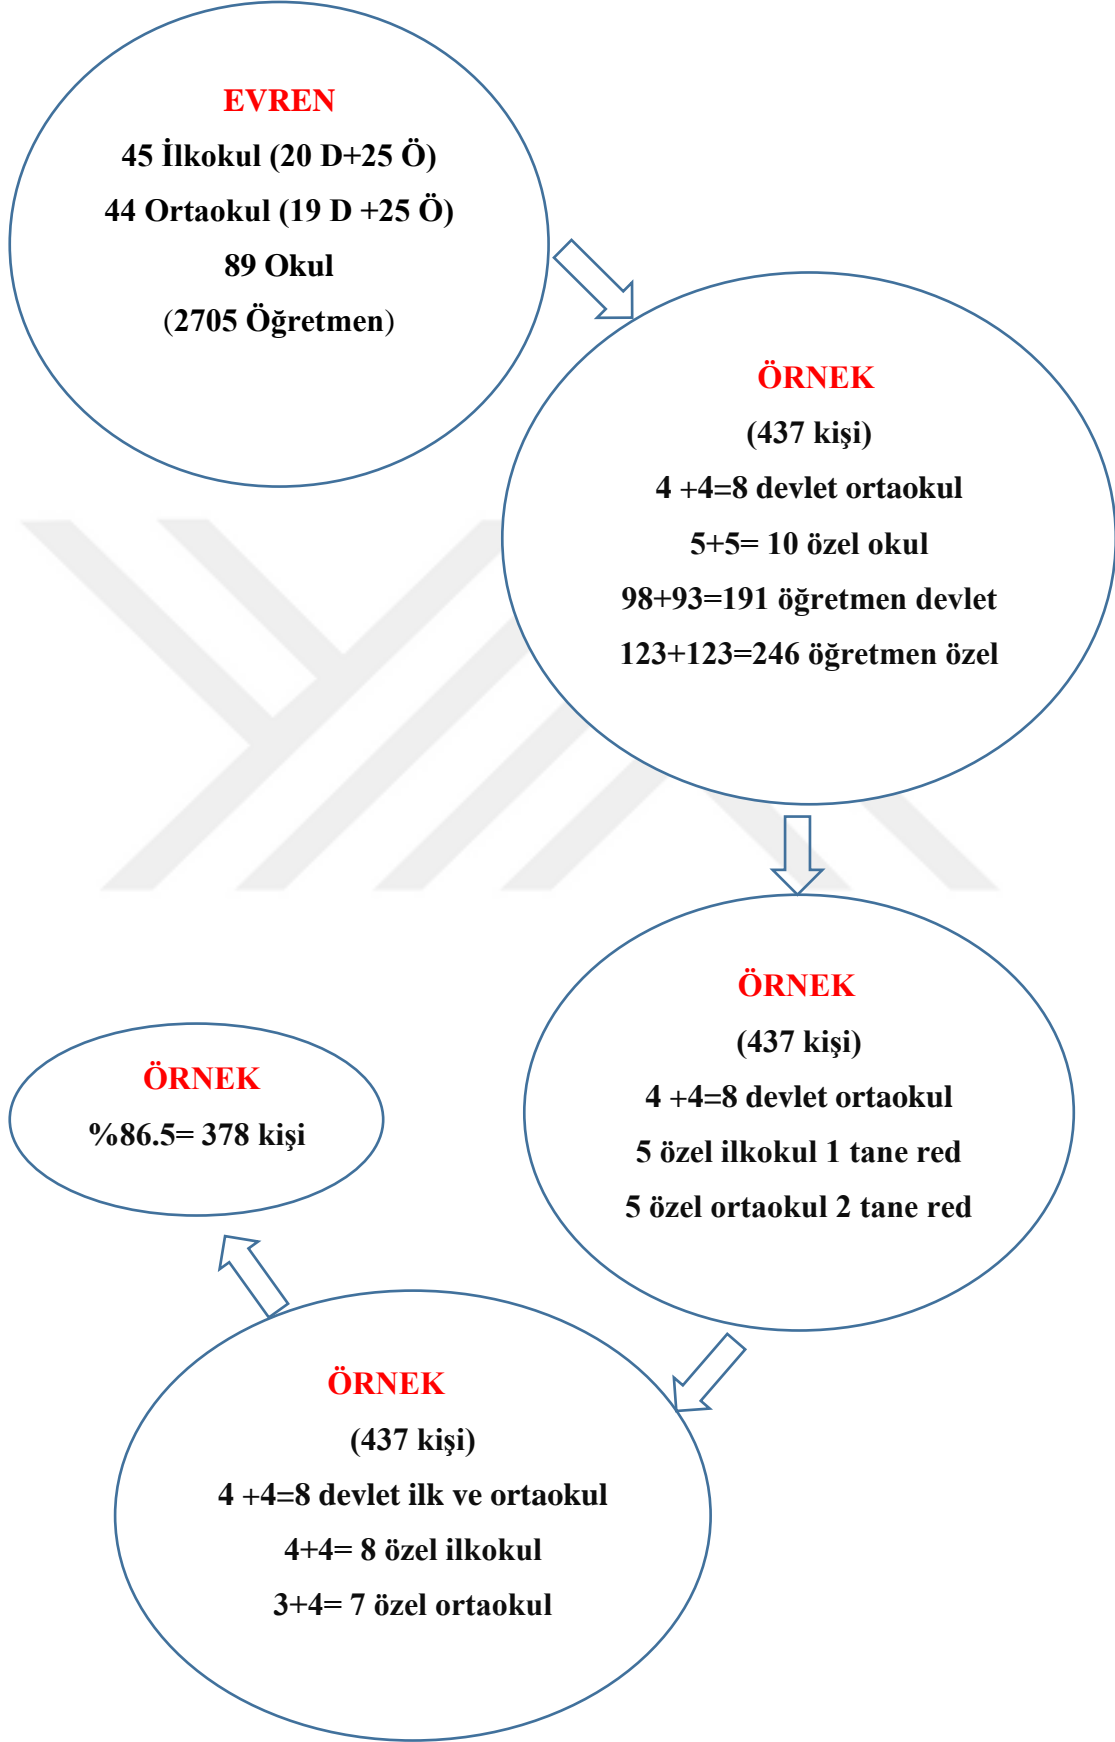 EVREN
45 İlkokul (20 D+25 Ö)
44 Ortaokul (19 D +25 Ö)
89 Okul
(2705 Öğretmen)
ÖRNEK
(437 kişi)
4 +4=8 devlet ortaokul
5+5= 10 özel okul
98+93=191 öğretmen devlet
123+123=246 öğretmen özel
ÖRNEK
(437 kişi)
4 +4=8 devlet ortaokul
5 özel ilkokul 1 tane red
5 özel ortaokul 2 tane red
ÖRNEK
(437 kişi)
4 +4=8 devlet ilk ve ortaokul
4+4= 8 özel ilkokul
3+4= 7 özel ortaokul
ÖRNEK
%86.5= 378 kişi